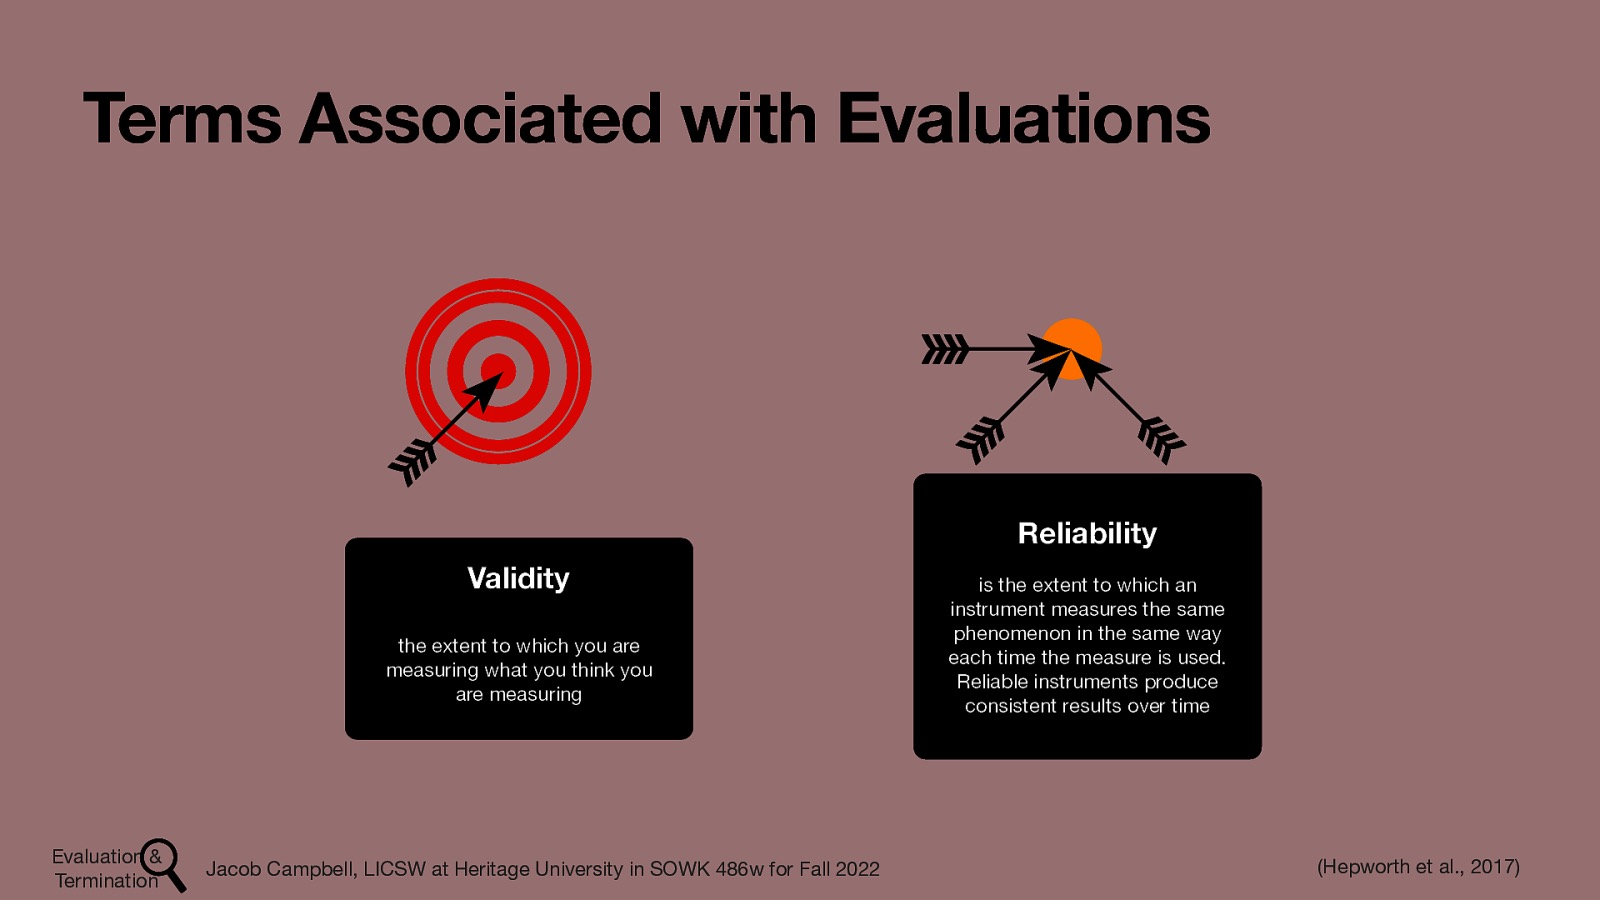 Terms Associated with Evaluations
Validity
the extent to which you are
measuring what you think you
are measuring
Reliability
is the extent to which an
instrument measures the same
phenomenon in the same way
each time the measure is used.
Reliable instruments produce
consistent results over time
Evaluation &
Termination
Jacob Campbell, LICSW at Heritage University in SOWK 486w for Fall 2022
(Hepworth et al., 2017)